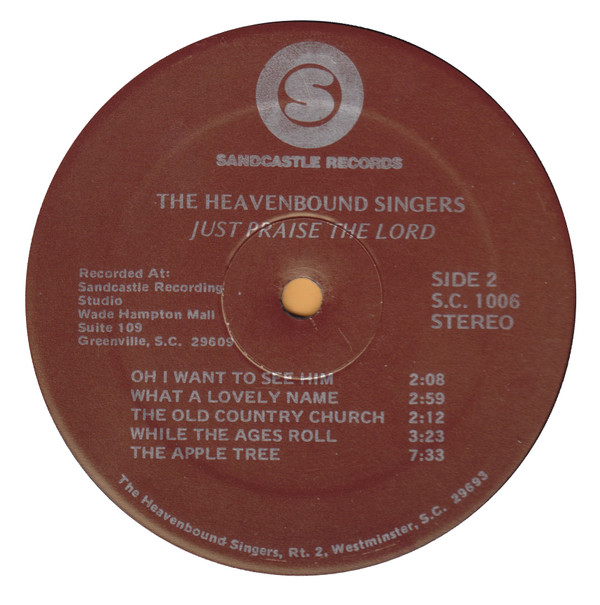 S
SANDCASTLE RECORDS
THE HEAVENBOUND SINGERS
JUST PRAISE THE LORD
Recorded At:
Sandcastle Recording
Studio
Wade Hampton Mall
Suite 109
Greenville, S.C. 29609
SIDE 2
S.C. 1006
STEREO
OH I WANT TO SEE HIM 2:08
WHAT A LOVELY NAME 2:59
THE OLD COUNTRY CHURCH 2:12
WHILE THE AGES ROLL 3:23
THE APPLE TREE 7:33
The Heavenbound Singers, Rt. 2, Westminster, S.C. 29693